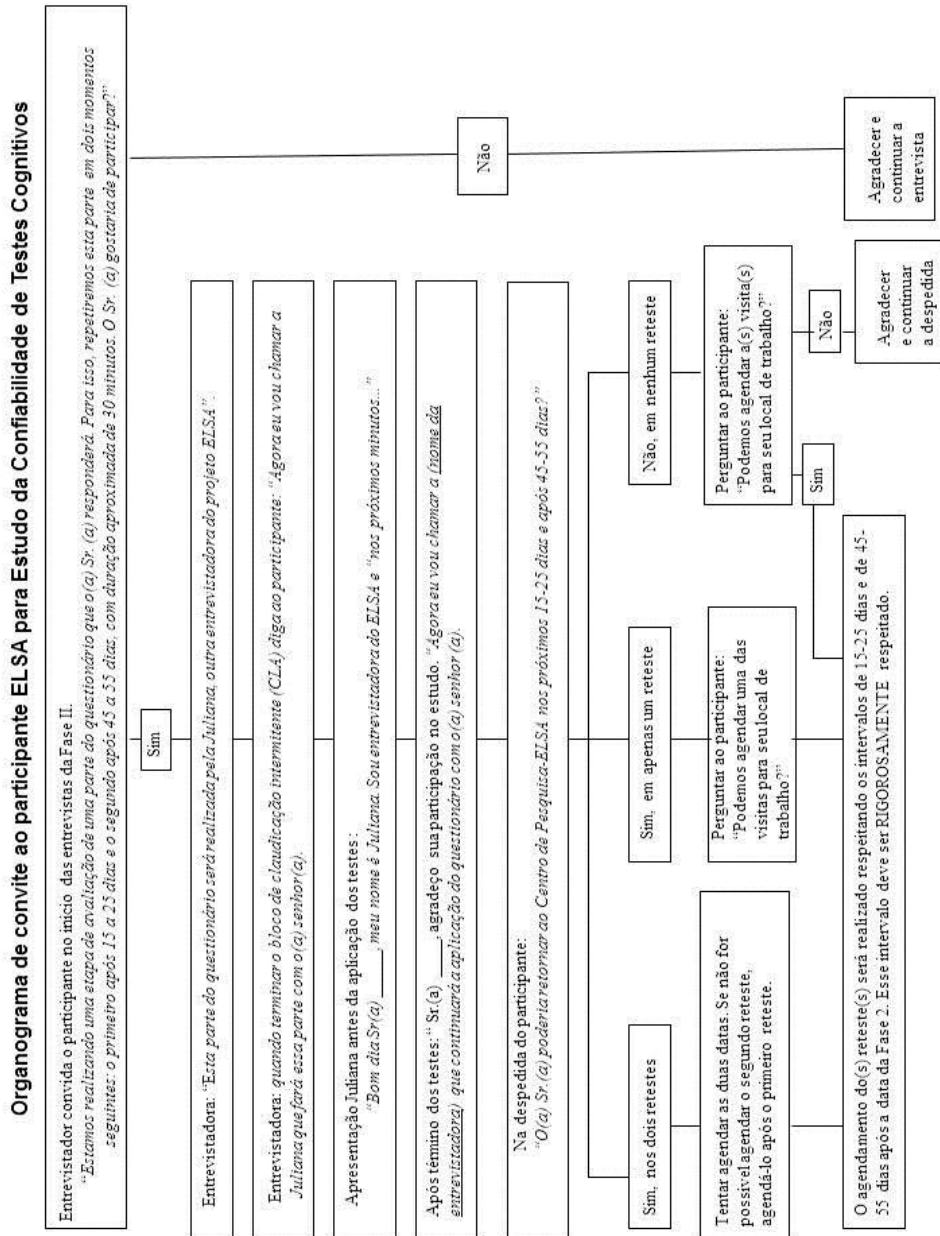 Organograma de convite ao participante ELSA para Estudo da Confiabilidade de Testes Cognitivos
Entrevistador convida o participante no início das entrevistas da Fase II.
“Estamos realizando uma etapa de avaliação de uma parte do questionário que o(a) Sr. (a) responderá. Para isso, repetiremos esta parte em dois momentos
seguintes: o primeiro após 15 a 25 dias e o segundo após 45 a 55 dias, com duração aproximada de 30 minutos. O Sr. (a) gostaria de participar?”
Sim
Não
Entrevistadora: “Esta parte do questionário será realizada pela Juliana, outra entrevistadora do projeto ELSA”.
Entrevistadora: quando terminar o bloco de claudicação intermitente (CLA) diga ao participante: “Agora eu vou chamar a
Juliana que fará essa parte com o(a) senhor(a).
Apresentação Juliana antes da aplicação dos testes :
“Bom dia Sr(a) _____, meu nome é Juliana. Sou entrevistadora do ELSA e “nos próximos minutos...”
Após término dos testes: “ Sr.(a) ____, agradeço sua participação no estudo. “Agora eu vou chamar a (nome da
entrevistadora) que continuará a aplicação do questionário com o(a) senhor (a).
Na despedida do participante:
“O(a) Sr.(a) poderia retornar ao Centro de Pesquisa-ELSA nos próximos 15-25 dias e após 45-55 dias?”
Sim, nos dois retestes
Sim, em apenas um reteste
Não, em nenhum reteste
Tentar agendar as duas datas. Se não for
possível agendar o segundo reteste,
agendá-lo após o primeiro reteste.
Perguntar ao participante:
“Podemos agendar uma das
visitas para seu local de
trabalho?”
Perguntar ao participante:
“Podemos agendar a(s) visita(s)
para seu local de trabalho?”
Sim
Não
O agendamento do(s) reteste(s) será realizado respeitando os intervalos de 15-25 dias e de 45-
55 dias após a data da Fase 2. Esse intervalo deve ser RIGOROSAMENTE respeitado.
Agradecer
e continuar
a despedida
Agradecer e
continuar a
entrevista